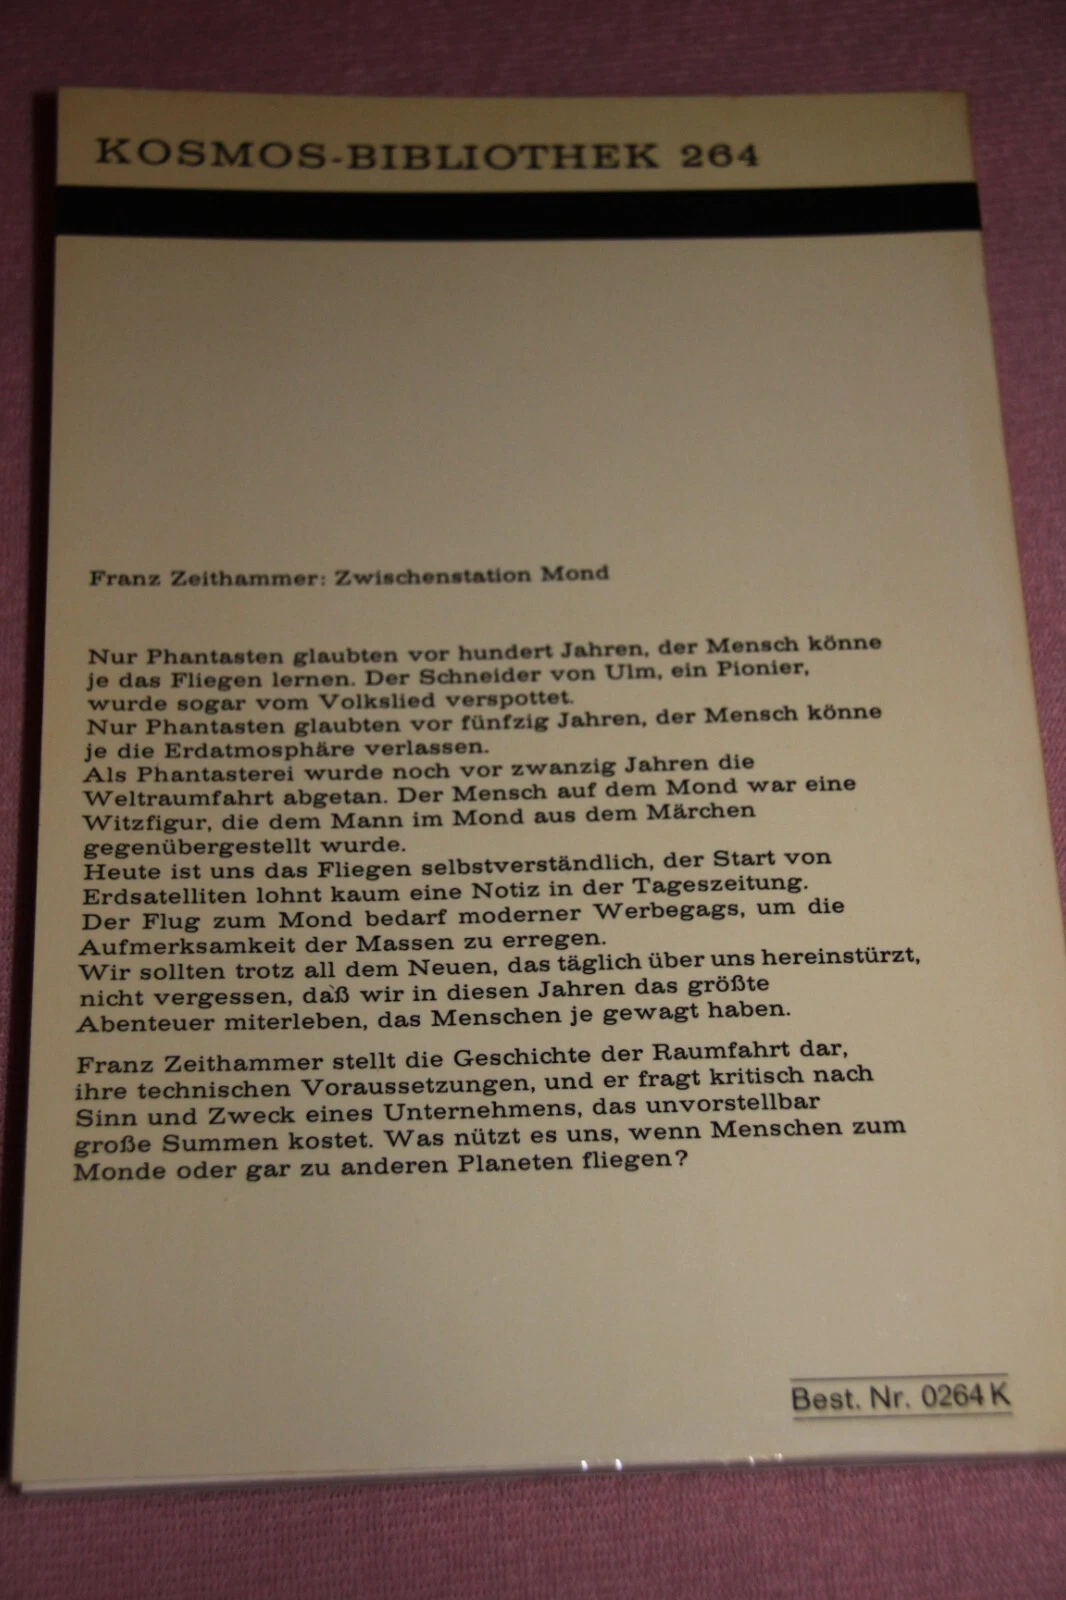 KOSMOS-BIBLIOTHEK 264
Franz Zeithammer: Zwischenstation Mond
Nur Phantasten glaubten vor hundert Jahren, der Mensch könne
je das Fliegen lernen. Der Schneider von Ulm, ein Pionier,
wurde sogar vom Volkslied verspottet.
Nur Phantasten glaubten vor fünfzig Jahren, der Mensch könne
je die Erdatmosphäre verlassen.
Als Phantasterei wurde noch vor zwanzig Jahren die
Weltraumfahrt abgetan. Der Mensch auf dem Mond war eine
Witzfigur, die dem Mann im Mond aus dem Märchen
gegenübergestellt wurde.
Heute ist uns das Fliegen selbstverständlich, der Start von
Erdsatelliten lohnt kaum eine Notiz in der Tageszeitung.
Der Flug zum Mond bedarf moderner Werbegags, um die
Aufmerksamkeit der Massen zu erregen.
Wir sollten trotz all dem Neuen, das täglich über uns hereinstürzt,
nicht vergessen, daß wir in diesen Jahren das größte
Abenteuer miterleben, das Menschen je gewagt haben.
Franz Zeithammer stellt die Geschichte der Raumfahrt dar,
ihre technischen Voraussetzungen, und er fragt kritisch nach
Sinn und Zweck eines Unternehmens, das unvorstellbar
große Summen kostet. Was nützt es uns, wenn Menschen zum
Monde oder gar zu anderen Planeten fliegen?
Best. Nr. 0264 K